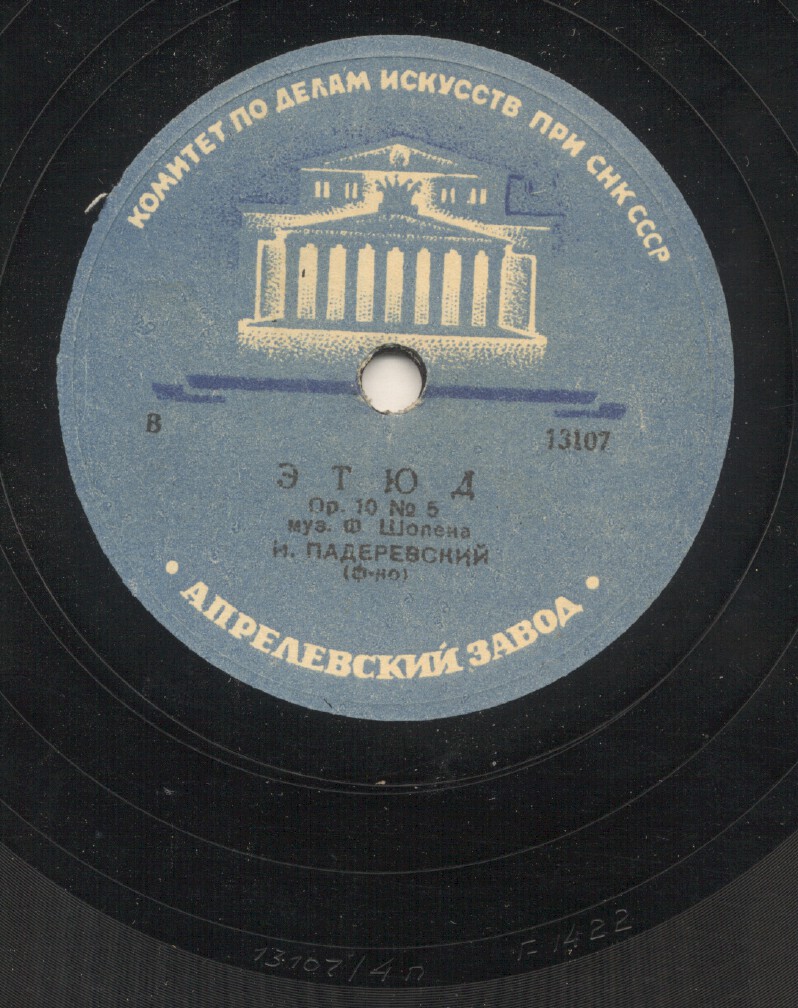 КОМИТЕТ ПО ДЕЛАМ ИСКУССТВ ПРИ СНК СССР
В 13107
ЭТЮД
Op. 10 № 5
муз. Ф Шопена
И. ПАДЕРЕВСКИЙ
(ф-но)
• АПРЕЛЕВСКИЙ ЗАВОД •
13107/4п Г 1422